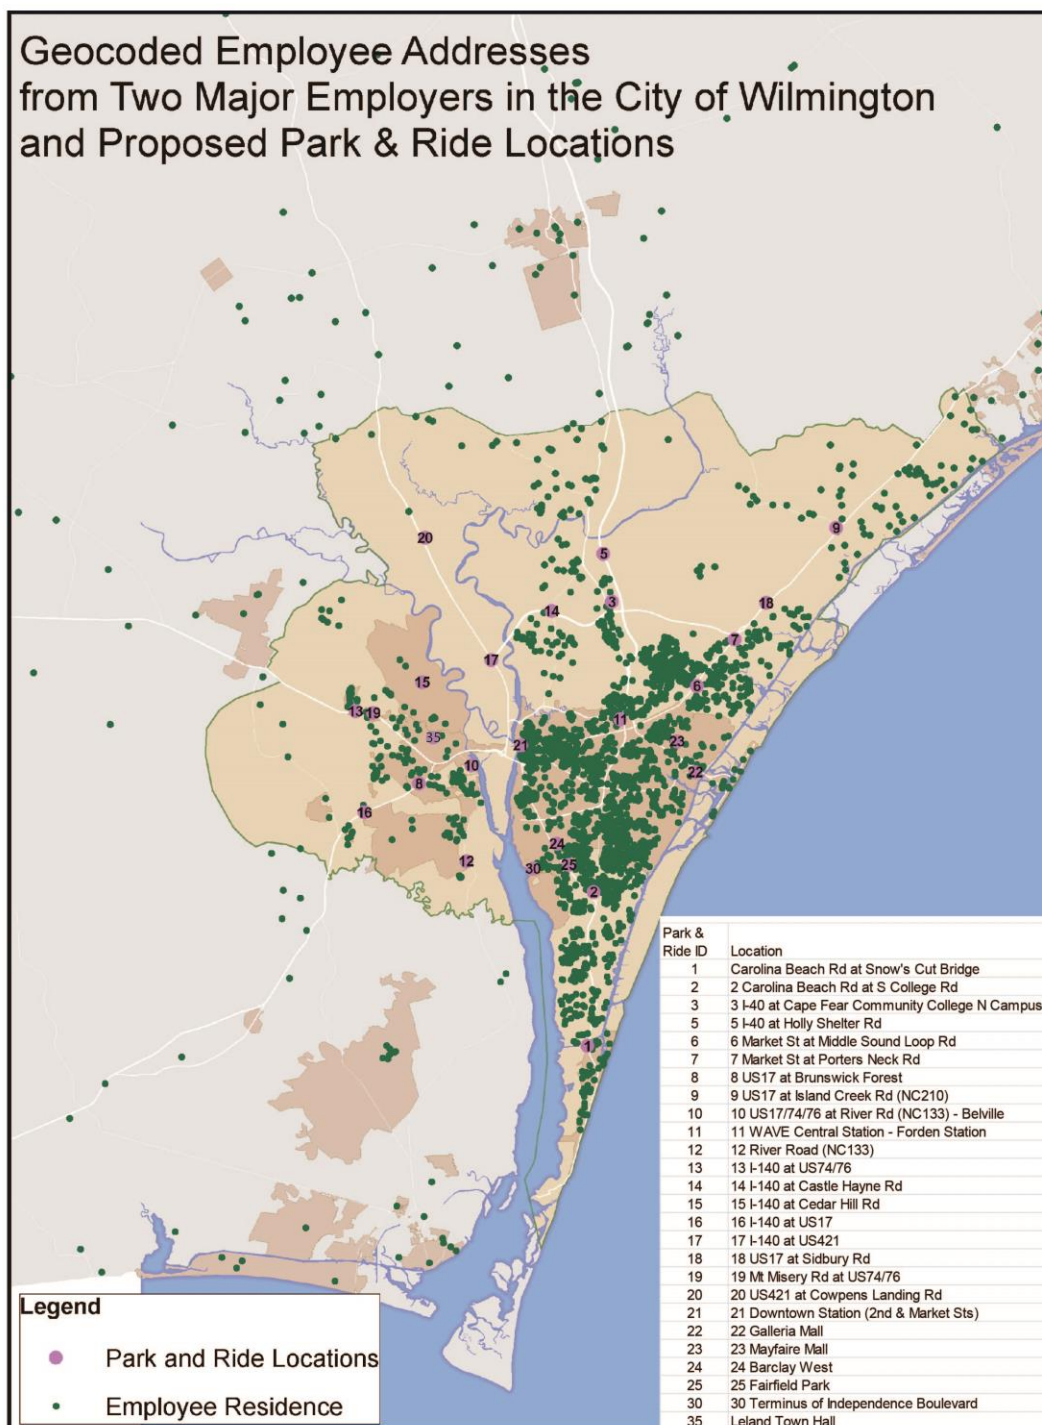 Geocoded Employee Addresses
from Two Major Employers in the City of Wilmington
and Proposed Park & Ride Locations
20
5
9
14
3
18
17
7
15
6
13
19
11
35
21
23
10
22
8
16
24
12
30
25
2
1
Park &
Ride ID Location
1 Carolina Beach Rd at Snow's Cut Bridge
2 2 Carolina Beach Rd at S College Rd
3 3 I-40 at Cape Fear Community College N Campus
5 5 I-40 at Holly Shelter Rd
6 6 Market St at Middle Sound Loop Rd
7 7 Market St at Porters Neck Rd
8 8 US17 at Brunswick Forest
9 9 US17 at Island Creek Rd (NC210)
10 10 US17/74/76 at River Rd (NC133) - Belville
11 11 WAVE Central Station - Forden Station
12 12 River Road (NC133)
13 13 I-140 at US74/76
14 14 I-140 at Castle Hayne Rd
15 15 I-140 at Cedar Hill Rd
16 16 I-140 at US17
17 17 I-140 at US421
18 18 US17 at Sidbury Rd
19 19 Mt Misery Rd at US74/76
20 20 US421 at Cowpens Landing Rd
21 21 Downtown Station (2nd & Market Sts)
22 22 Galleria Mall
23 23 Mayfaire Mall
24 24 Barclay West
25 25 Fairfield Park
30 30 Terminus of Independence Boulevard
35 Leland Town Hall
Legend
Park and Ride Locations
Employee Residence